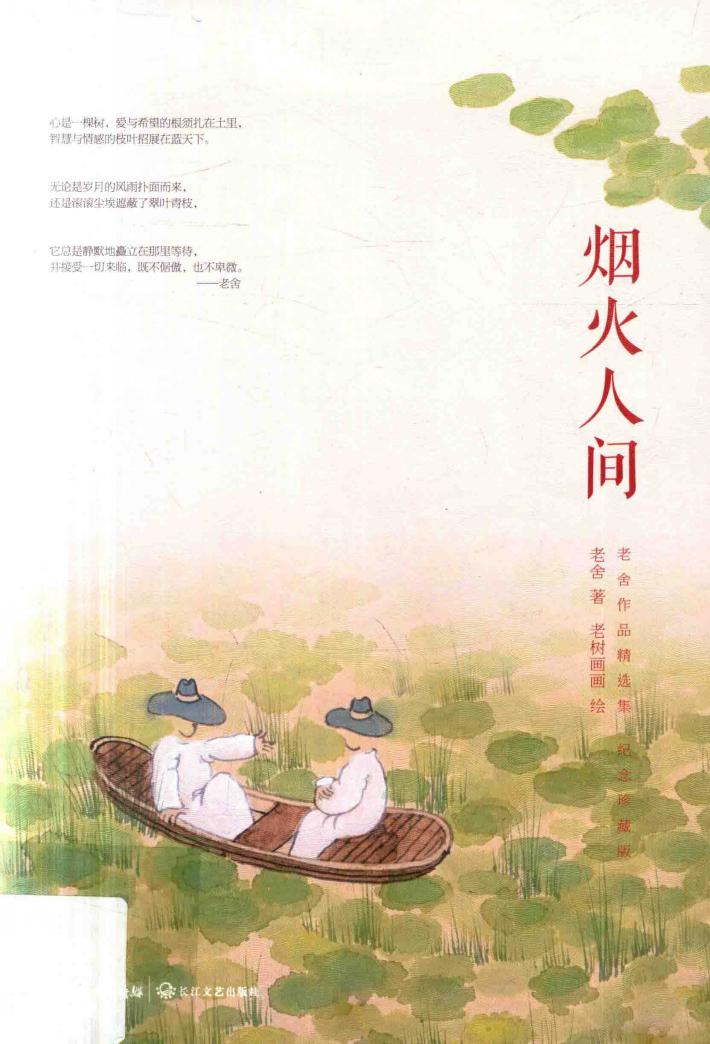 心是一棵树，爱与希望的根须扎在土里，
智慧与情感的枝叶招展在蓝天下。
无论是岁月的风雨扑面而来，
还是滚滚尘埃遮蔽了翠叶青枝，
它总是静默地矗立在那里等待，
并接受一切来临，既不倨傲，也不卑微。
——老舍
烟火人间
老舍作品精选集 纪念珍藏版
老舍 著 老树画画 绘
长江文艺出版社